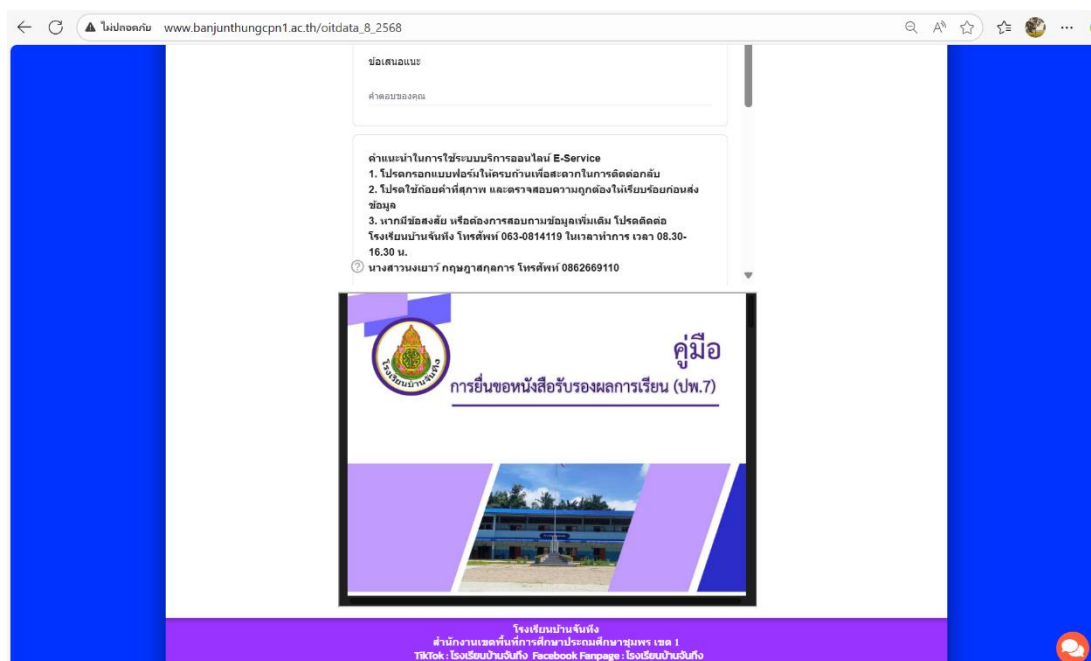 ไม่ปลอดภัย www.banjunthungcpn1.ac.th/oitdata_8_2568
ข้อเสนอแนะ
คำตอบของคุณ
คำแนะนำในการใช้ระบบบริการออนไลน์ E-Service
1. โปรดกรอกแบบฟอร์มให้ครบถ้วนเพื่อสะดวกในการติดต่อกลับ
2. โปรดใช้ถ้อยคำที่สุภาพ และตรวจสอบความถูกต้องให้เรียบร้อยก่อนส่ง
ข้อมูล
3. หากมีข้อสงสัย หรือต้องการสอบถามข้อมูลเพิ่มเติม โปรดติดต่อ
โรงเรียนบ้านจันทึง โทรศัพท์ 063-0814119 ในเวลาทำการ เวลา 08.30-
16.30 น.
นางสาวนงเยาว์ กฤษฎาสกุลการ โทรศัพท์ 0862669110
คู่มือ
การยื่นขอหนังสือรับรองผลการเรียน (ปพ.7)
โรงเรียนบ้านจันทึง
โรงเรียนบ้านจันทึง
สำนักงานเขตพื้นที่การศึกษาประถมศึกษาชุมพร เขต 1
TikTok : โรงเรียนบ้านจันทึง Facebook Fanpage : โรงเรียนบ้านจันทึง